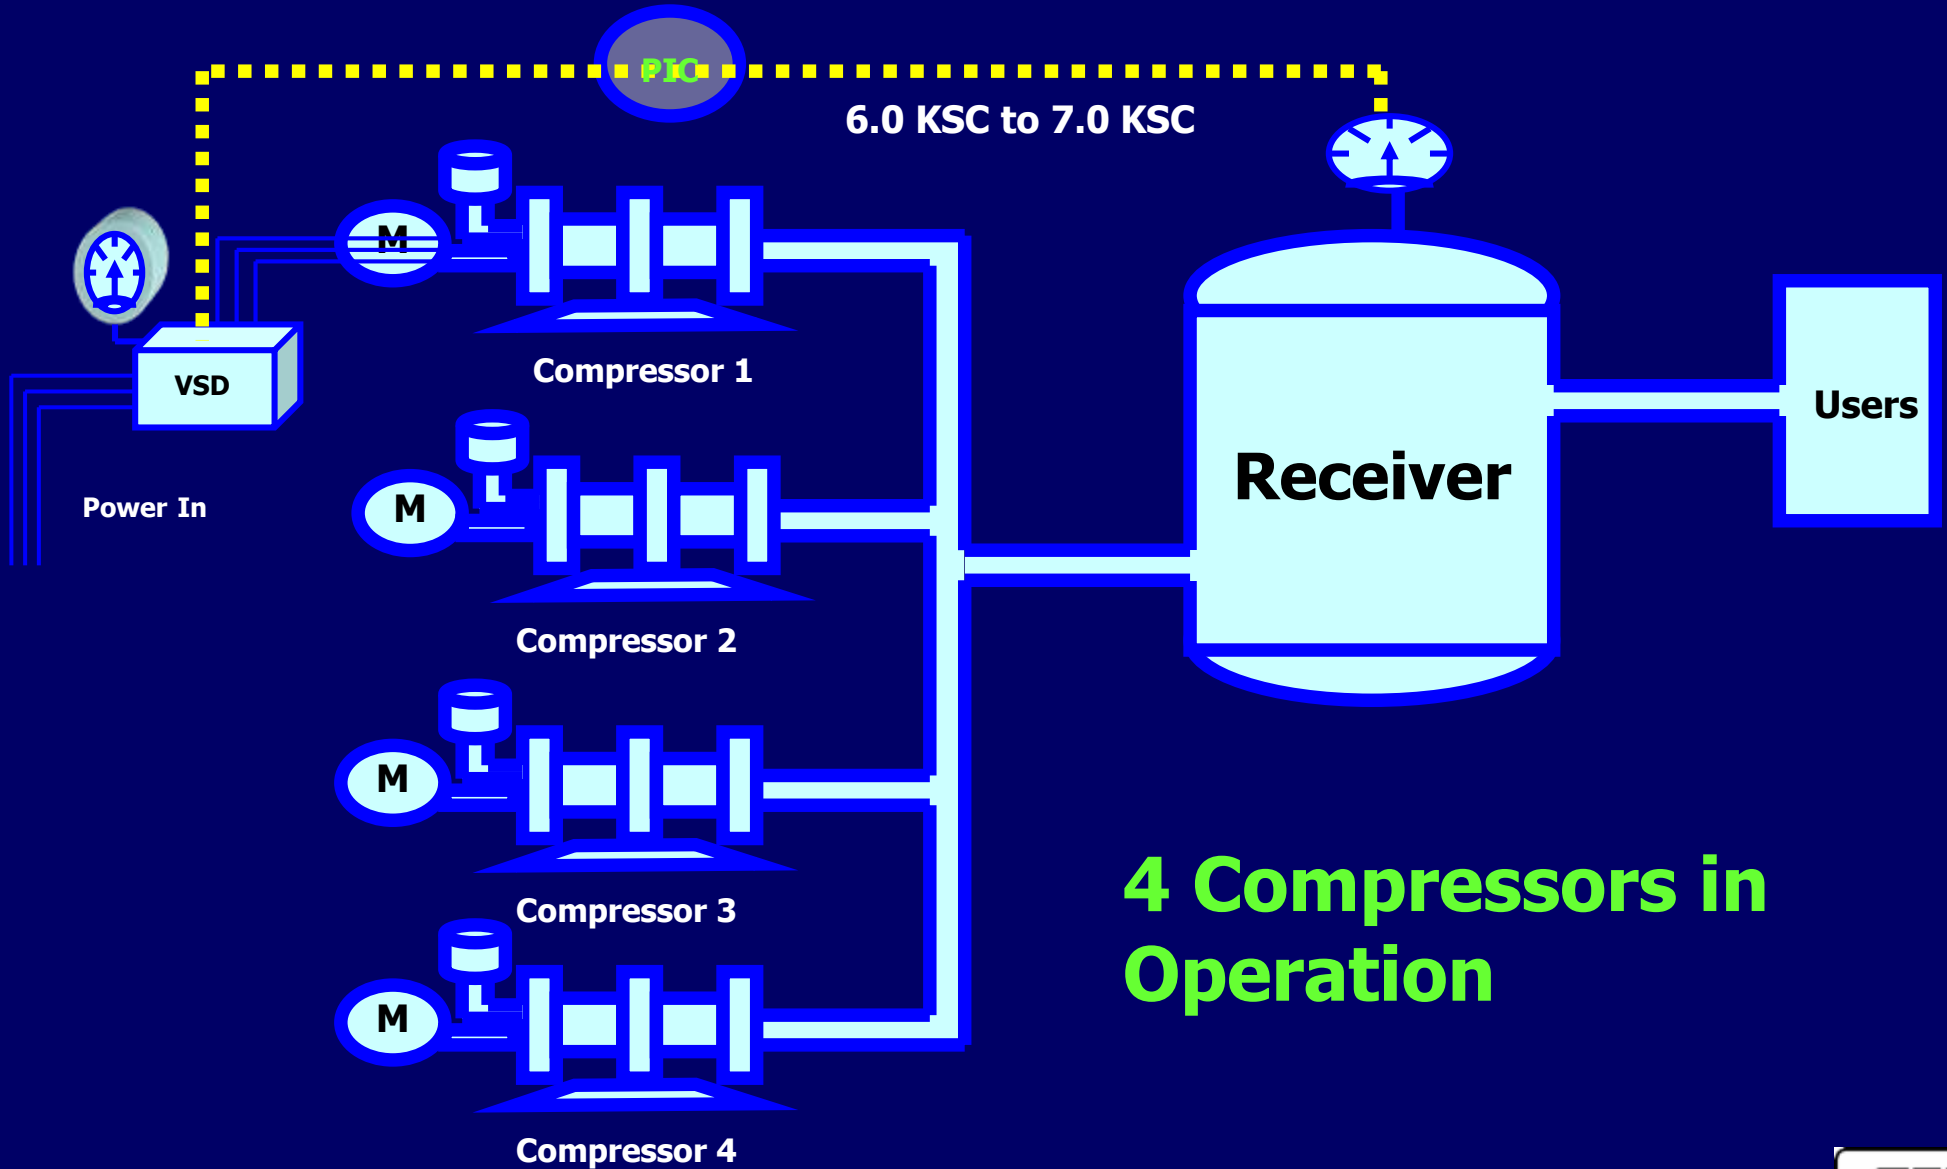 PIC
6.0 KSC to 7.0 KSC
M
Compressor 1
VSD
Users
Power In
M
Receiver
Compressor 2
M
Compressor 3
4 Compressors in
Operation
M
Compressor 4